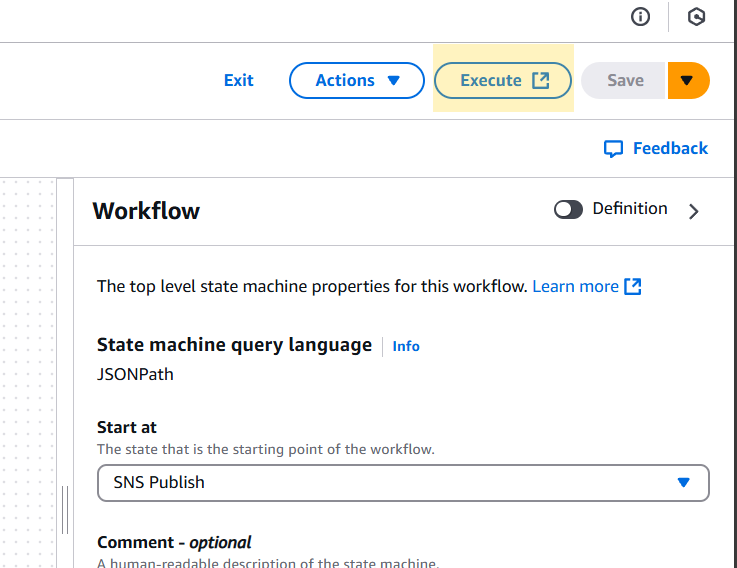 Exit Actions Execute Save
Feedback
Workflow Definition
The top level state machine properties for this workflow. Learn more
State machine query language Info
JSONPath
Start at
The state that is the starting point of the workflow.
SNS Publish
Comment - optional
A human-readable description of the state machine.